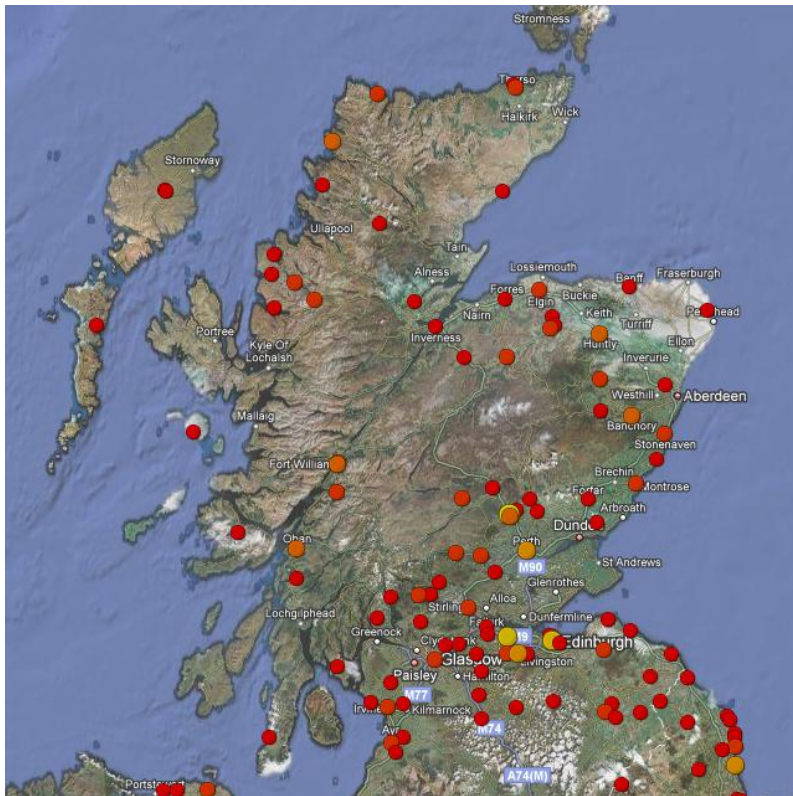 Stromness
Thurso
Halkirk
Wick
Stornoway
Ullapool
Tain
Lossiemouth
Alness
Banff
Fraserburgh
Forres
Buckie
Elgin
Nairn
Keith
Turriff
Portree
Inverness
Huntly
Ellon
Kyle Of
Lochalsh
Inverurie
Westhill
Aberdeen
Mallaig
Banchory
Stonehaven
Fort William
Brechin
Forfar
Montrose
Arbroath
Oban
Perth
M90
St Andrews
Glenrothes
Lochgilphead
Stirling
Alloa
Dunfermline
Falkirk
Greenock
M9
Edinburgh
Glasgow
Livingston
Paisley
Hamilton
M77
Irvine
Kilmarnock
M74
Ayr
A74(M)
Portstewart